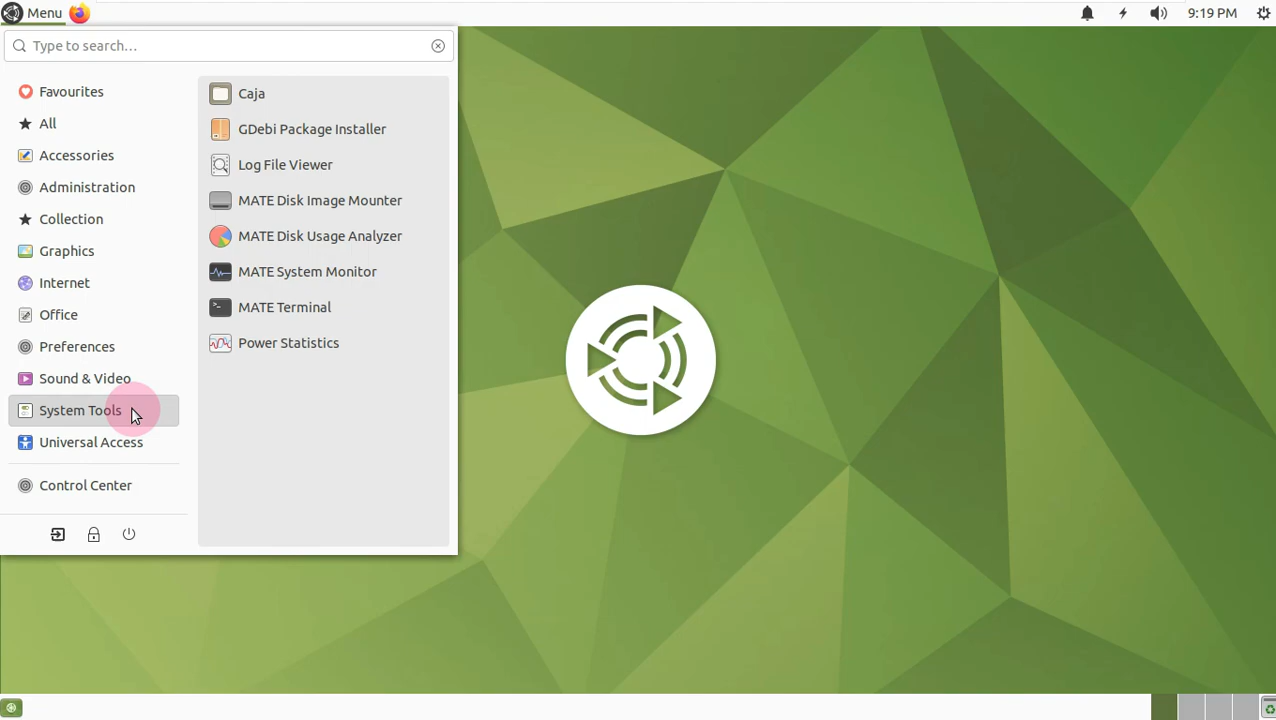 Menu
9:19 PM
Type to search...
Favourites
All
Accessories
Administration
Collection
Graphics
Internet
Office
Preferences
Sound & Video
System Tools
Universal Access
Control Center
Caja
GDebi Package Installer
Log File Viewer
MATE Disk Image Mounter
MATE Disk Usage Analyzer
MATE System Monitor
MATE Terminal
Power Statistics